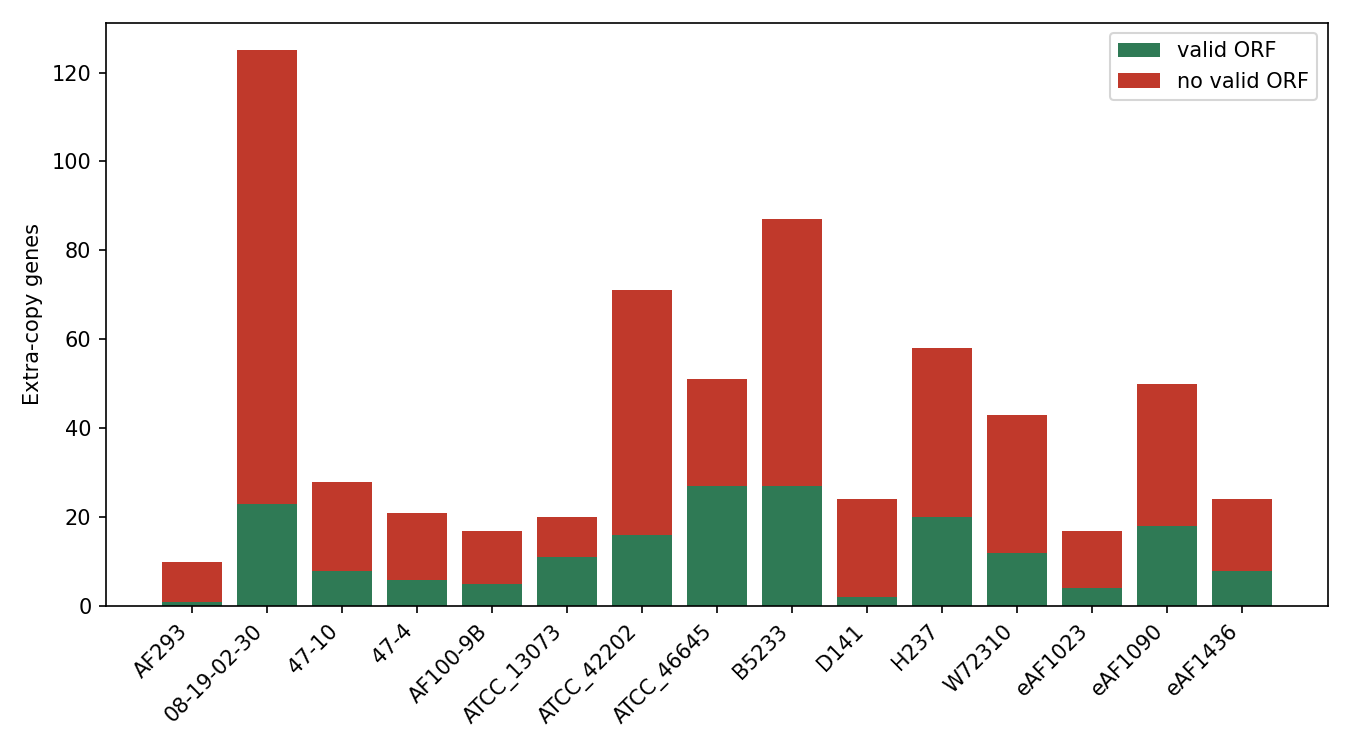 valid ORF
no valid ORF
Extra-copy genes
120
100
80
60
40
20
0
AF293
08-19-02-30
47-10
47-4
AF100-9B
ATCC_13073
ATCC_42202
ATCC_46645
B5233
D141
H237
W72310
eAF1023
eAF1090
eAF1436